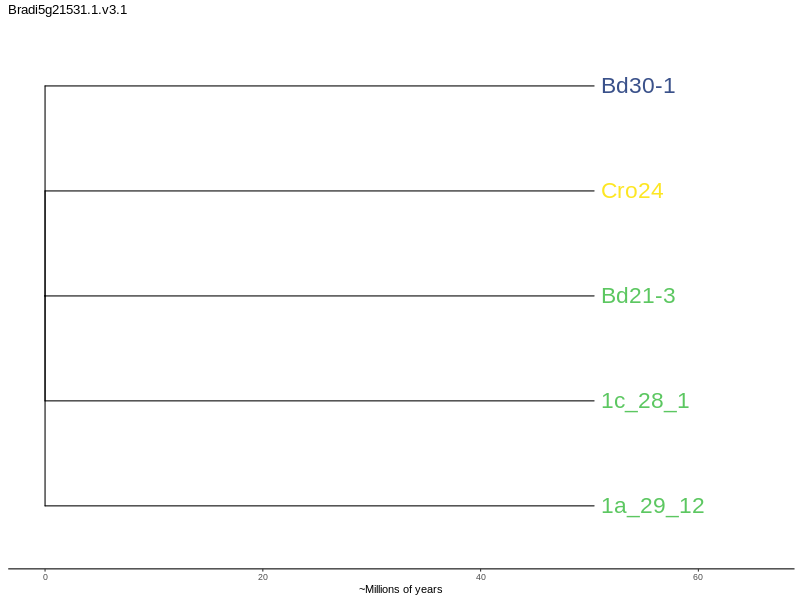 Bradi5g21531.1.v3.1
Bd30-1
Cro24
Bd21-3
1c_28_1
1a_29_12
0 20 40 60
~Millions of years